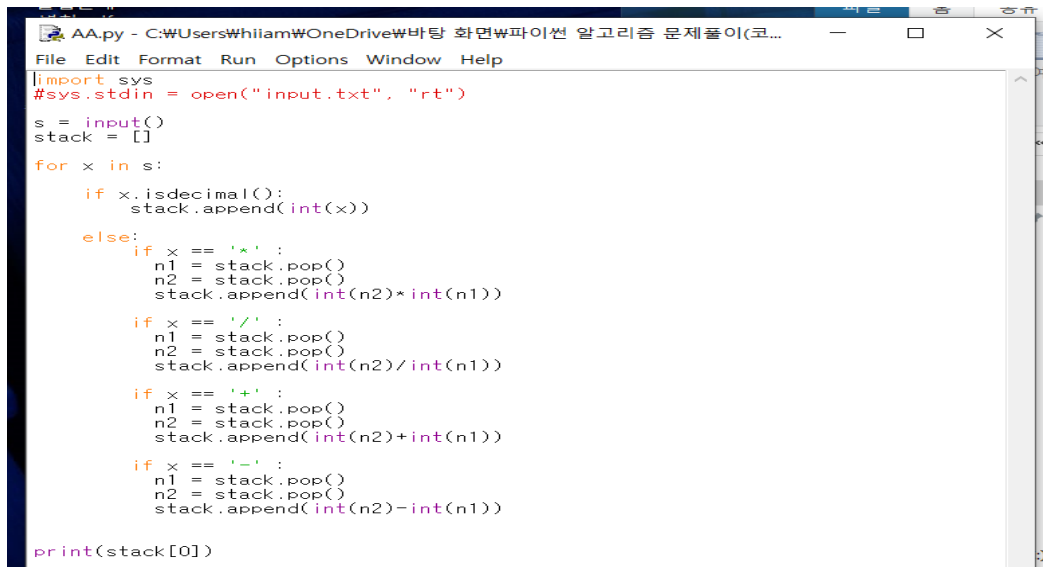 AA.py - C:₩Users₩hiiam₩OneDrive₩바탕 화면₩파이썬 알고리즘 문제풀이(코...
File Edit Format Run Options Window Help
import sys
#sys.stdin = open("input.txt", "rt")
s = input()
stack = []
for x in s:
if x.isdecimal():
stack.append(int(x))
else:
if x == '*' :
n1 = stack.pop()
n2 = stack.pop()
stack.append(int(n2)*int(n1))
if x == '/' :
n1 = stack.pop()
n2 = stack.pop()
stack.append(int(n2)/int(n1))
if x == '+' :
n1 = stack.pop()
n2 = stack.pop()
stack.append(int(n2)+int(n1))
if x == '-' :
n1 = stack.pop()
n2 = stack.pop()
stack.append(int(n2)-int(n1))
print(stack[0])